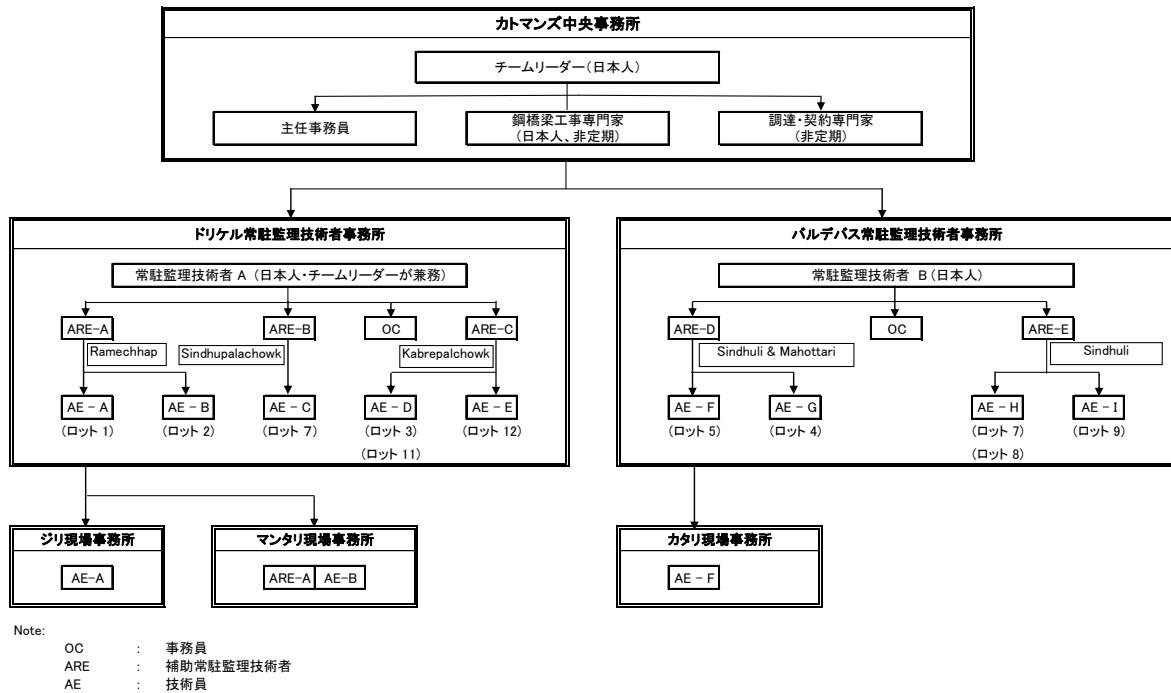 カトマンズ中央事務所
チームリーダー(日本人)
主任事務員
鋼橋梁工事専門家
(日本人、非定期)
調達・契約専門家
(非定期)
ドリケル常駐監理技術者事務所
常駐監理技術者 A (日本人・チームリーダーが兼務)
ARE-A
ARE-B
OC
ARE-C
Ramechhap
Sindhupalachowk
Kabrepalchowk
AE - A
AE - B
AE - C
AE - D
AE - E
(ロット 1)
(ロット 2)
(ロット 7)
(ロット 3)
(ロット 12)
(ロット 11)
バルデバス常駐監理技術者事務所
常駐監理技術者 B (日本人)
ARE-D
OC
ARE-E
Sindhuli & Mahottari
Sindhuli
AE - F
AE - G
AE - H
AE - I
(ロット 5)
(ロット 4)
(ロット 7)
(ロット 9)
(ロット 8)
ジリ現場事務所
AE-A
マンタリ現場事務所
ARE-A
AE-B
カタリ現場事務所
AE - F
Note:
OC : 事務員
ARE : 補助常駐監理技術者
AE : 技術員